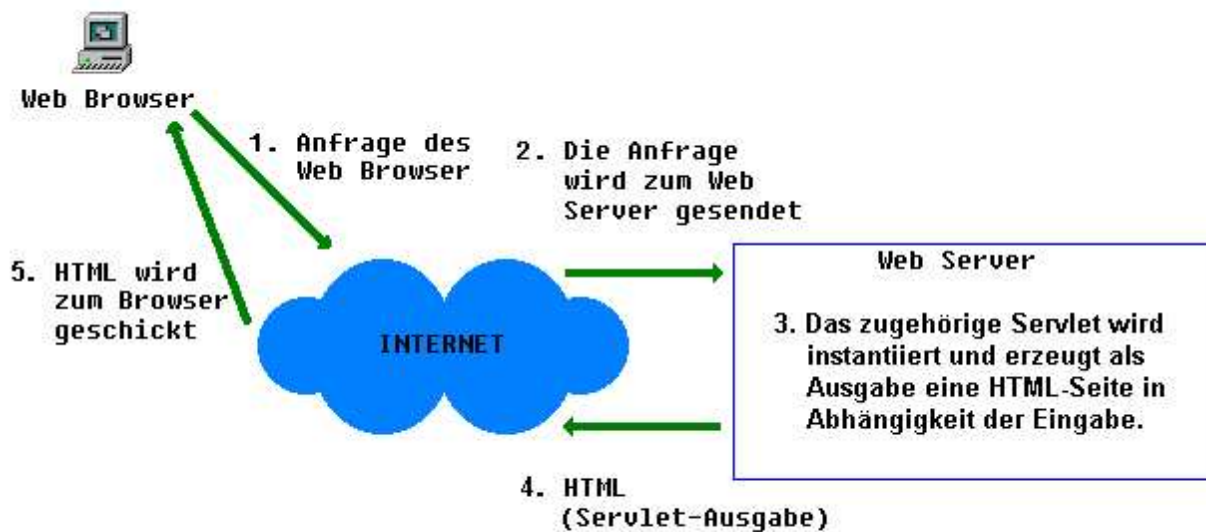 Web Browser
1. Anfrage des
Web Browser
2. Die Anfrage
wird zum Web
Server gesendet
Web Server
3. Das zugehörige Servlet wird
instantiiert und erzeugt als
Ausgabe eine HTML-Seite in
Abhängigkeit der Eingabe.
INTERNET
4. HTML
(Servlet-Ausgabe)
5. HTML wird
zum Browser
geschickt